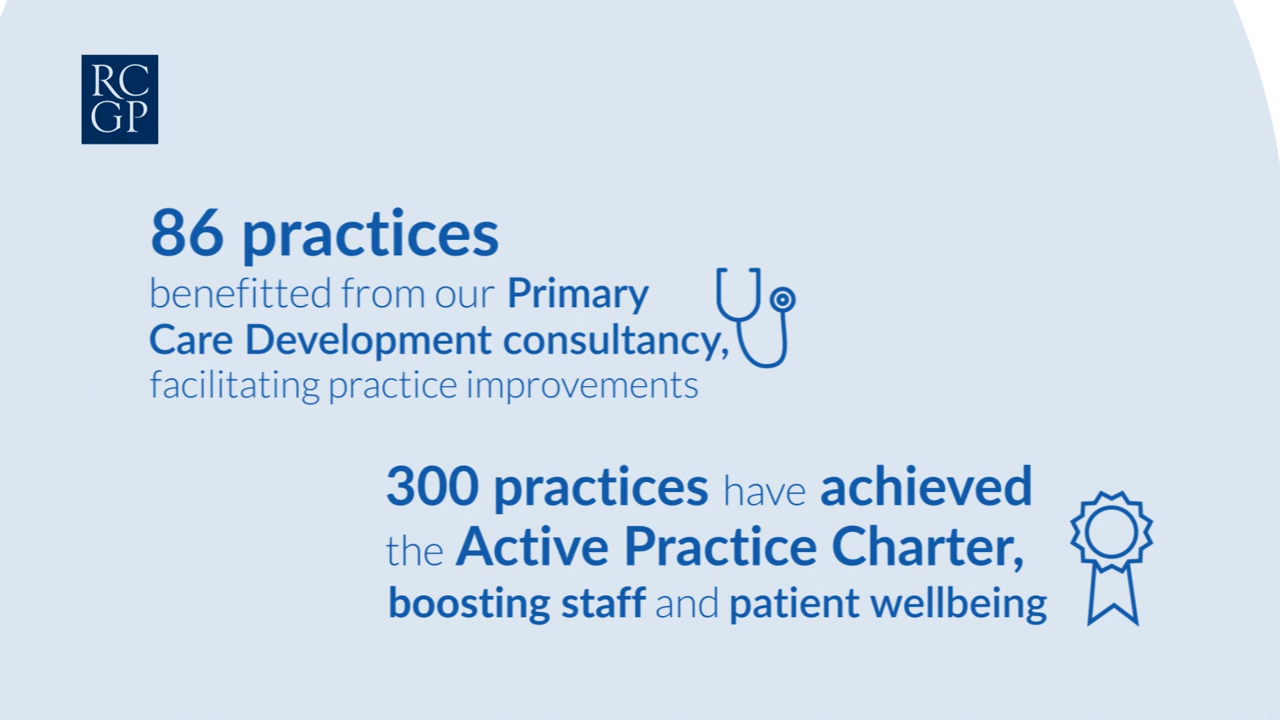 RC
GP
86 practices
benefitted from our Primary
Care Development consultancy,
facilitating practice improvements
300 practices have achieved
the Active Practice Charter,
boosting staff and patient wellbeing